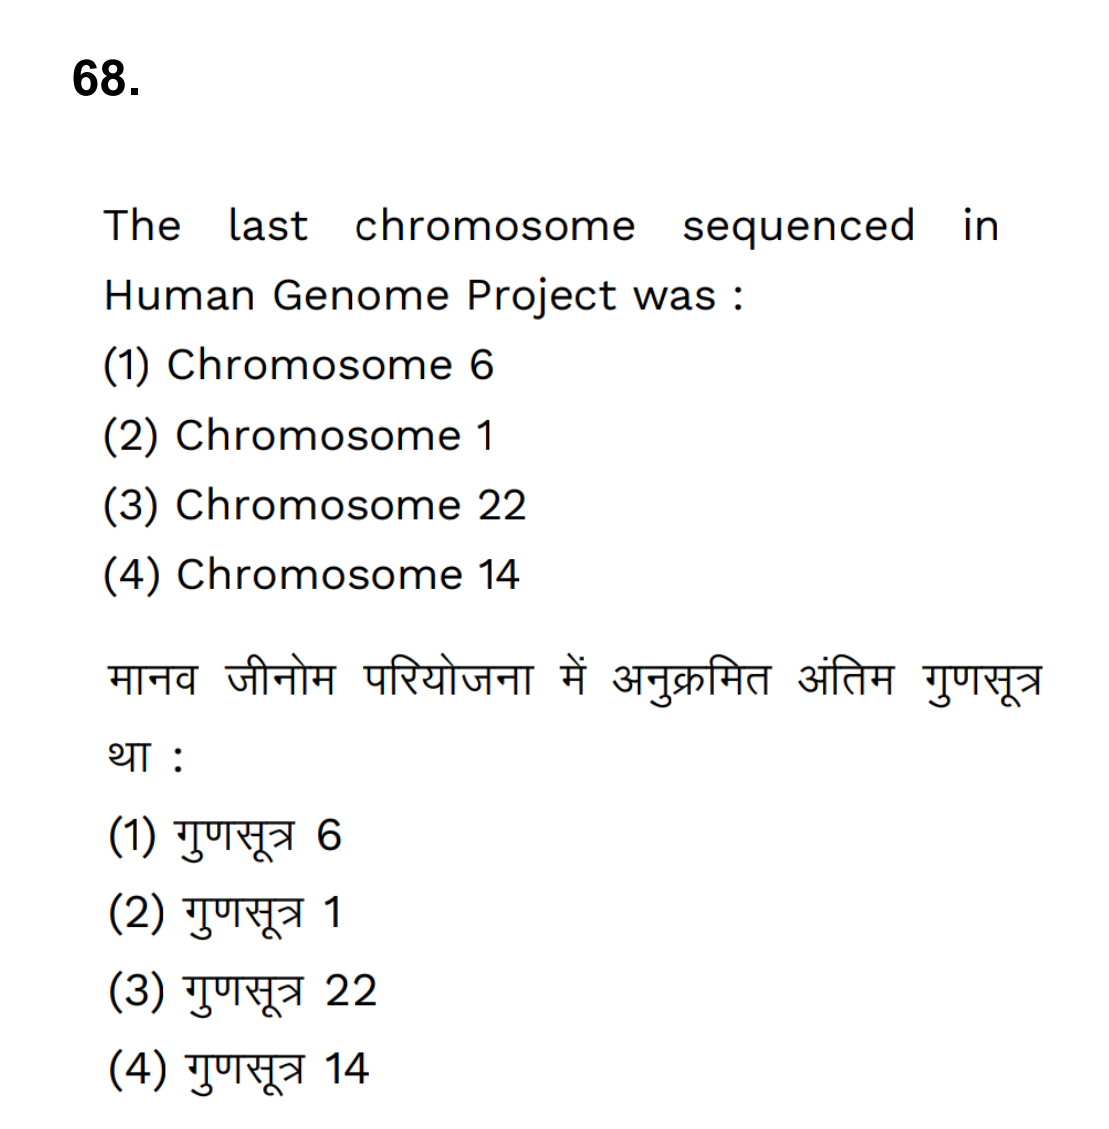 68.
The last chromosome sequenced in
Human Genome Project was :
(1) Chromosome 6
(2) Chromosome 1
(3) Chromosome 22
(4) Chromosome 14
मानव जीनोम परियोजना में अनुक्रमित अंतिम गुणसूत्र
था :
(1) गुणसूत्र 6
(2) गुणसूत्र 1
(3) गुणसूत्र 22
(4) गुणसूत्र 14